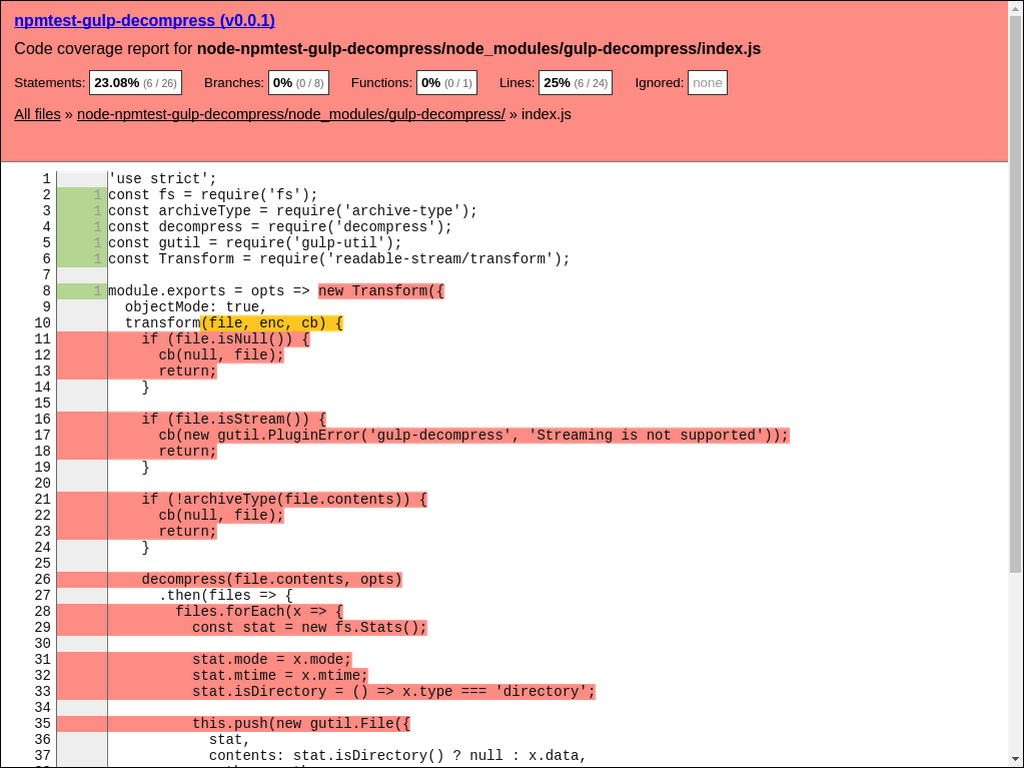 npmtest-gulp-decompress (v0.0.1)
Code coverage report for node-npmtest-gulp-decompress/node_modules/gulp-decompress/index.js
Statements: 23.08% (6 / 26) Branches: 0% (0 / 8) Functions: 0% (0 / 1) Lines: 25% (6 / 24) Ignored: none
All files » node-npmtest-gulp-decompress/node_modules/gulp-decompress/ » index.js
1 'use strict';
2 1 const fs = require('fs');
3 1 const archiveType = require('archive-type');
4 1 const decompress = require('decompress');
5 1 const gutil = require('gulp-util');
6 1 const Transform = require('readable-stream/transform');
7
8 1 module.exports = opts => new Transform({
9 objectMode: true,
10 transform(file, enc, cb) {
11 if (file.isNull()) {
12 cb(null, file);
13 return;
14 }
15
16 if (file.isStream()) {
17 cb(new gutil.PluginError('gulp-decompress', 'Streaming is not supported'));
18 return;
19 }
20
21 if (!archiveType(file.contents)) {
22 cb(null, file);
23 return;
24 }
25
26 decompress(file.contents, opts)
27 .then(files => {
28 files.forEach(x => {
29 const stat = new fs.Stats();
30
31 stat.mode = x.mode;
32 stat.mtime = x.mtime;
33 stat.isDirectory = () => x.type === 'directory';
34
35 this.push(new gutil.File({
36 stat,
37 contents: stat.isDirectory() ? null : x.data,